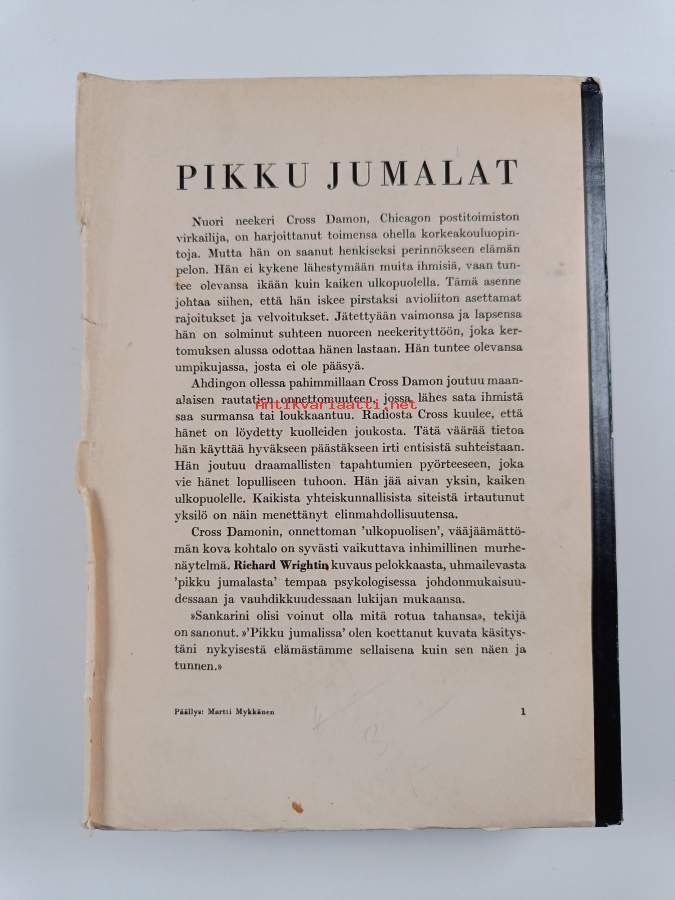 PIKKU JUMALAT
Nuori neekeri Cross Damon, Chicagon postitoimiston
virkailija, on harjoittanut toimensa ohella korkeakouluopin-
toja. Mutta hän on saanut henkiseksi perinnökseen elämän
pelon. Hän ei kykene lähestymään muita ihmisiä, vaan tun-
tee olevansa ikään kuin kaiken ulkopuolella. Tämä asenne
johtaa siihen, että hän iskee pirstaksi avioliiton asettamat
rajoitukset ja velvoitukset. Jätettyään vaimonsa ja lapsensa
hän on solminut suhteen nuoreen neekerityttöön, joka ker-
tomuksen alussa odottaa hänen lastaan. Hän tuntee olevansa
umpikujassa, josta ei ole pääsyä.
Ahdingon ollessa pahimmillaan Cross Damon joutuu maan-
alaisen rautatien onnettomuuteen, jossa lähes sata ihmistä
Antikvariaatti.net
saa surmansa tai loukkaantuu. Radiosta Cross kuulee, että
hänet on löydetty kuolleiden joukosta. Tätä väärää tietoa
hän käyttää hyväkseen päästäkseen irti entisistä suhteistaan.
Hän joutuu draamallisten tapahtumien pyörteeseen, joka
vie hänet lopulliseen tuhoon. Hän jää aivan yksin, kaiken
ulkopuolelle. Kaikista yhteiskunnallisista siteistä irtautunut
yksilö on näin menettänyt elinmahdollisuutensa.
Cross Damonin, onnettoman 'ulkopuolisen', vääjäämättö-
män kova kohtalo on syvästi vaikuttava inhimillinen murhe-
näytelmä. Richard Wrightin kuvaus pelokkaasta, uhmailevasta
'pikku jumalasta' tempaa psykologisessa johdonmukaisuu-
dessaan ja vauhdikkuudessaan lukijan mukaansa.
»Sankarini olisi voinut olla mitä rotua tahansa», tekijä
on sanonut. »'Pikku jumalissa' olen koettanut kuvata käsitys-
täni nykyisestä elämästämme sellaisena kuin sen näen ja
tunnen.»
Päällys: Martti Mykkänen 1